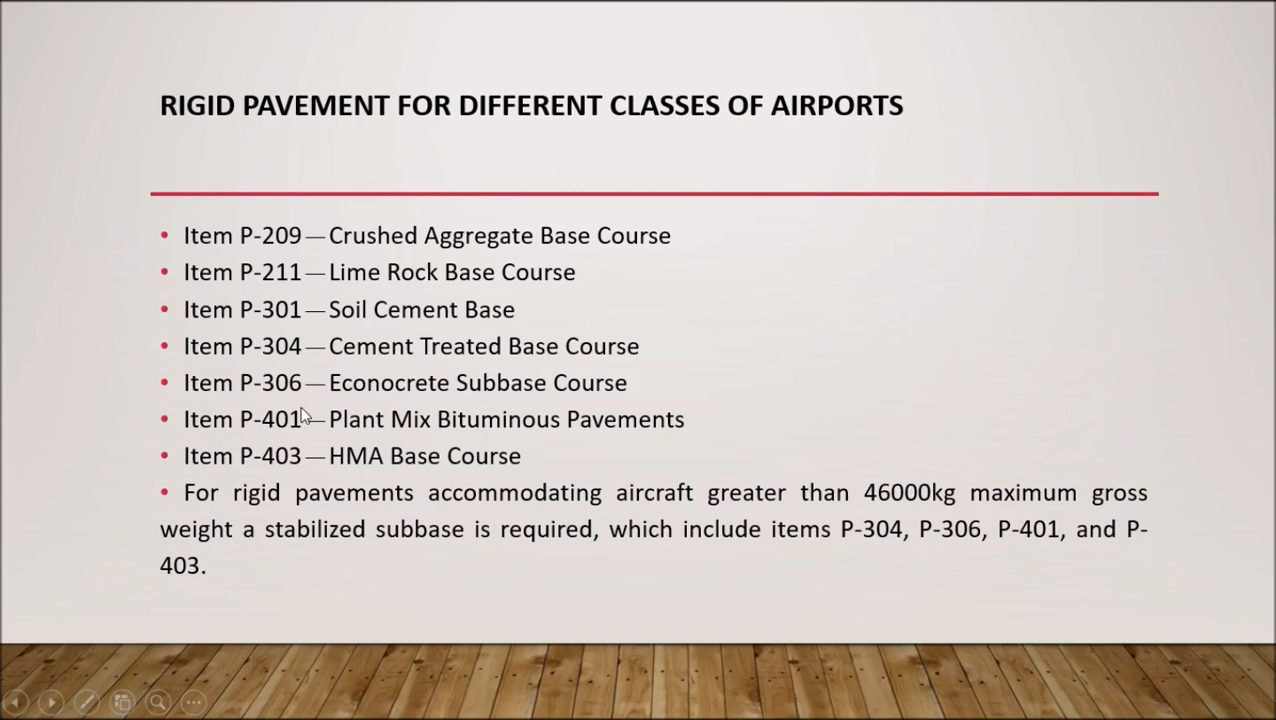 RIGID PAVEMENT FOR DIFFERENT CLASSES OF AIRPORTS
• Item P-209—Crushed Aggregate Base Course
• Item P-211—Lime Rock Base Course
• Item P-301—Soil Cement Base
• Item P-304—Cement Treated Base Course
• Item P-306—Econocrete Subbase Course
• Item P-401—Plant Mix Bituminous Pavements
• Item P-403—HMA Base Course
• For rigid pavements accommodating aircraft greater than 46000kg maximum gross
weight a stabilized subbase is required, which include items P-304, P-306, P-401, and P-
403.